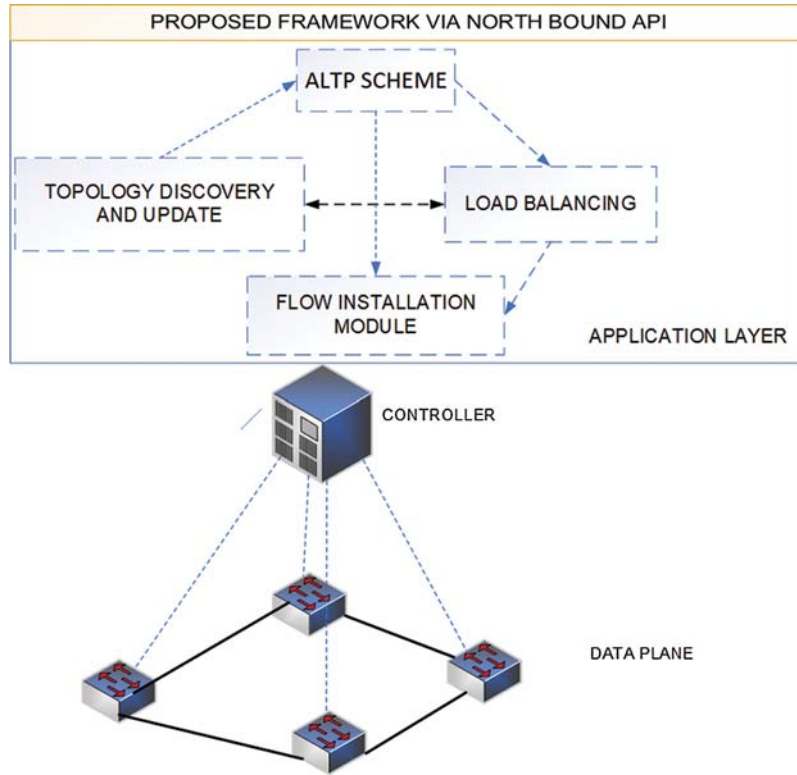 PROPOSED FRAMEWORK VIA NORTH BOUND API
ALTP SCHEME
TOPOLOGY DISCOVERY
AND UPDATE
LOAD BALANCING
FLOW INSTALLATION
MODULE
APPLICATION LAYER
CONTROLLER
DATA PLANE